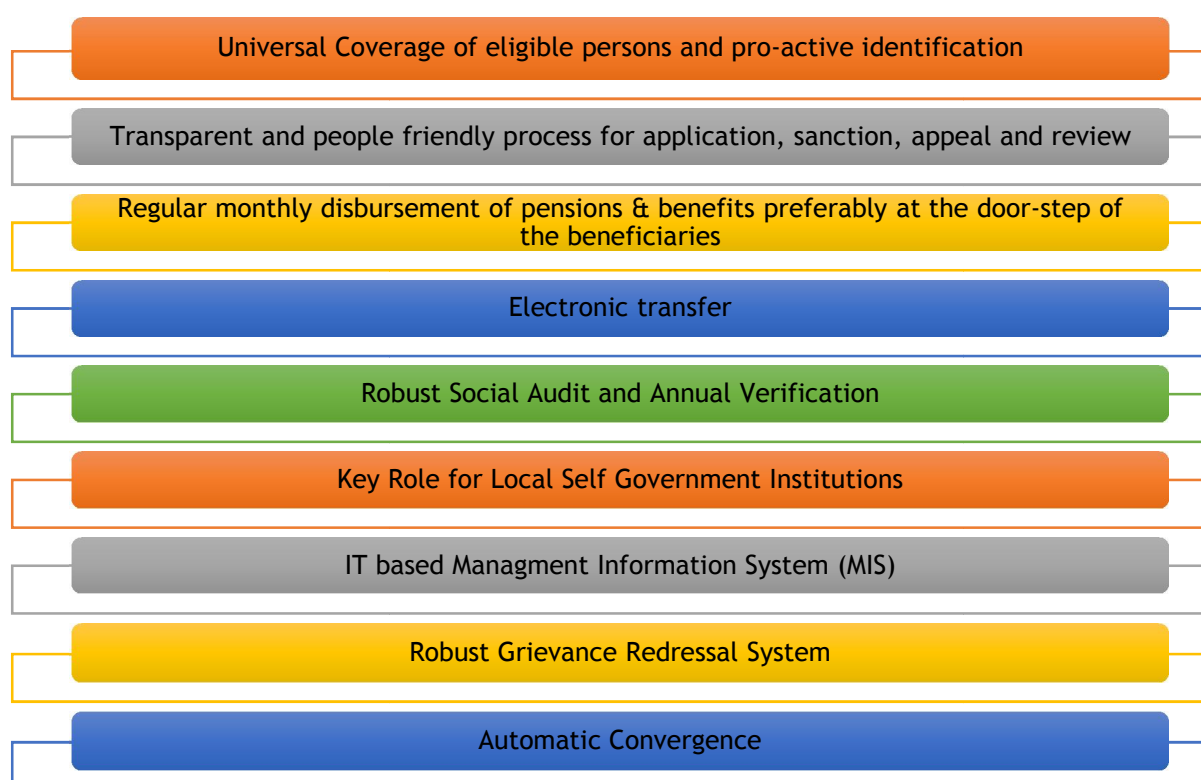 Universal Coverage of eligible persons and pro-active identification
Transparent and people friendly process for application, sanction, appeal and review
Regular monthly disbursement of pensions & benefits preferably at the door-step of
the beneficiaries
Electronic transfer
Robust Social Audit and Annual Verification
Key Role for Local Self Government Institutions
IT based Managment Information System (MIS)
Robust Grievance Redressal System
Automatic Convergence